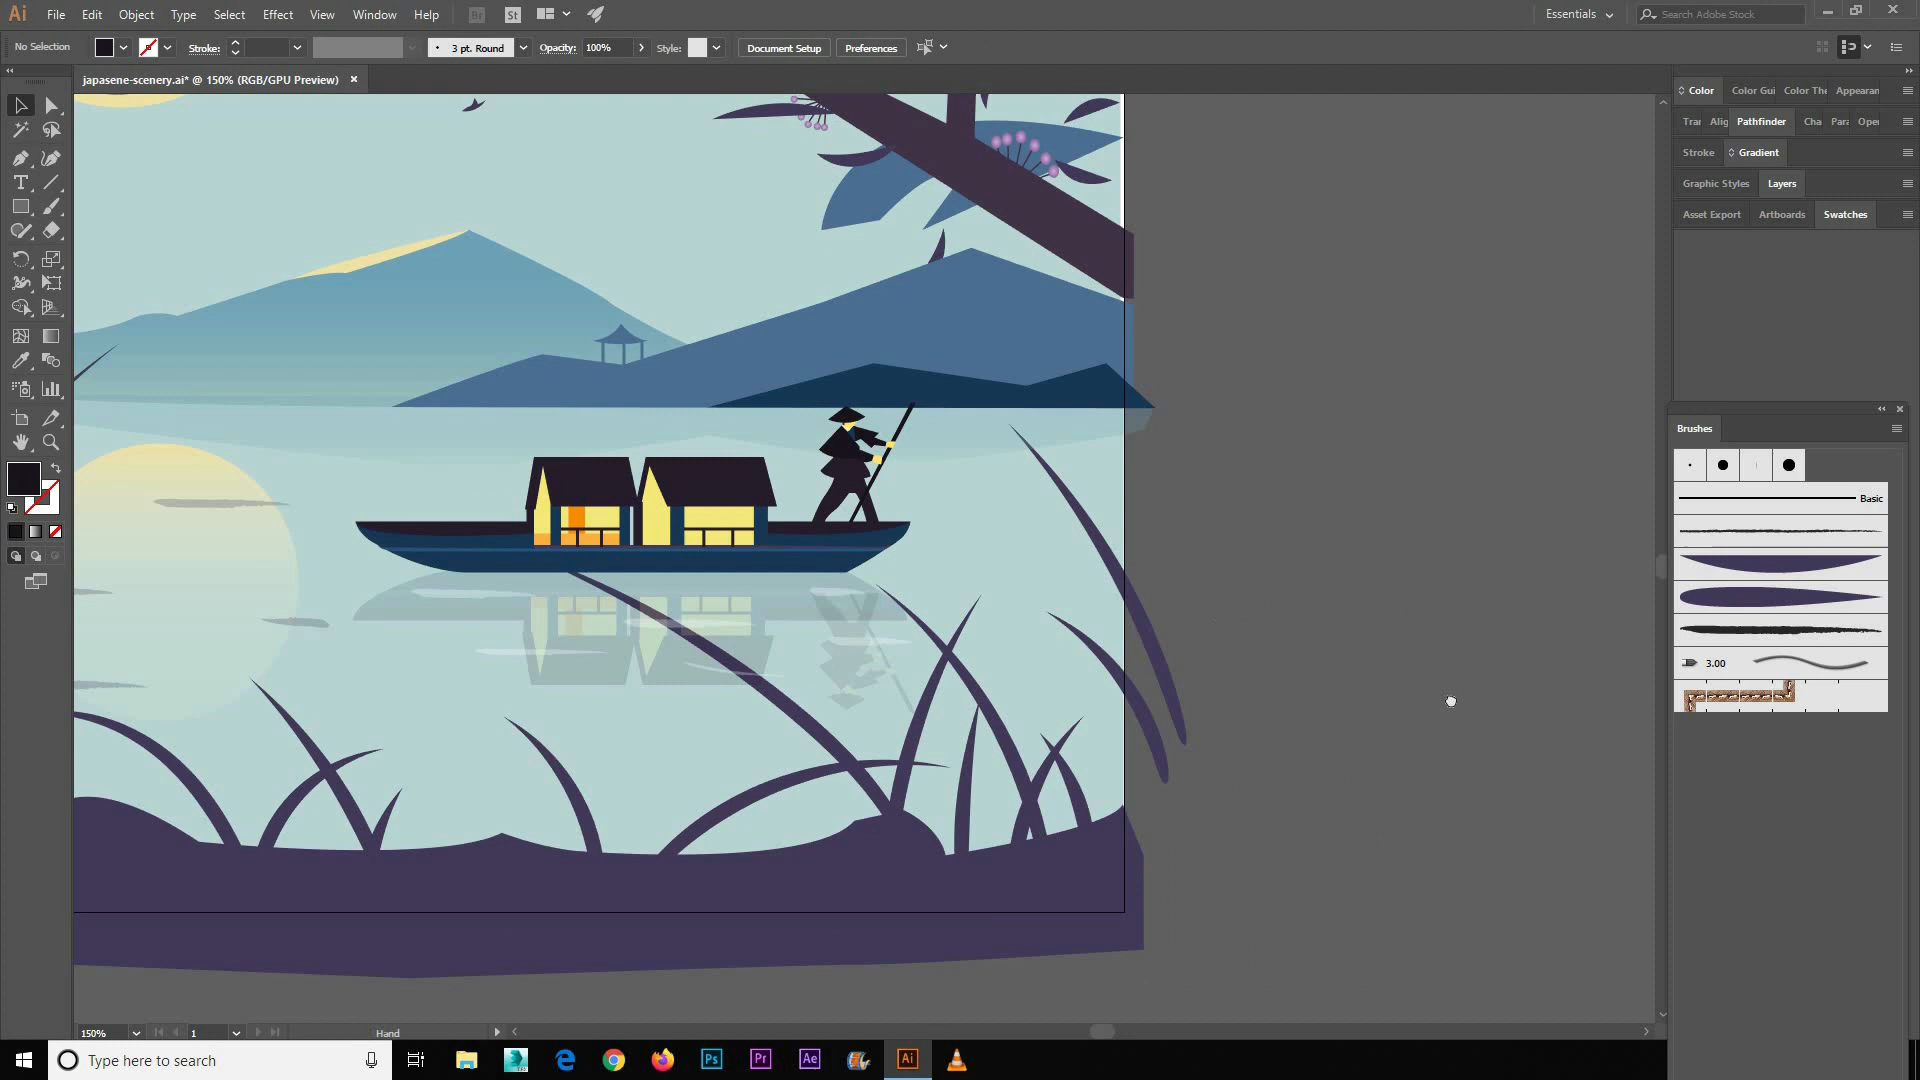 Ai File Edit Object Type Select Effect View Window Help Br St Essentials Search Adobe Stock
No Selection Stroke: 3 pt. Round Opacity: 100% Style: Document Setup Preferences
japasene-scenery.ai* @ 150% (RGB/GPU Preview)
Color Color Gui Color The Appearan
Trar Alig Pathfinder Cha Para Ope
Stroke Gradient
Graphic Styles Layers
Asset Export Artboards Swatches
Brushes
Basic
3.00
150% 1 Hand
Type here to search Ps Pr Ae Ai